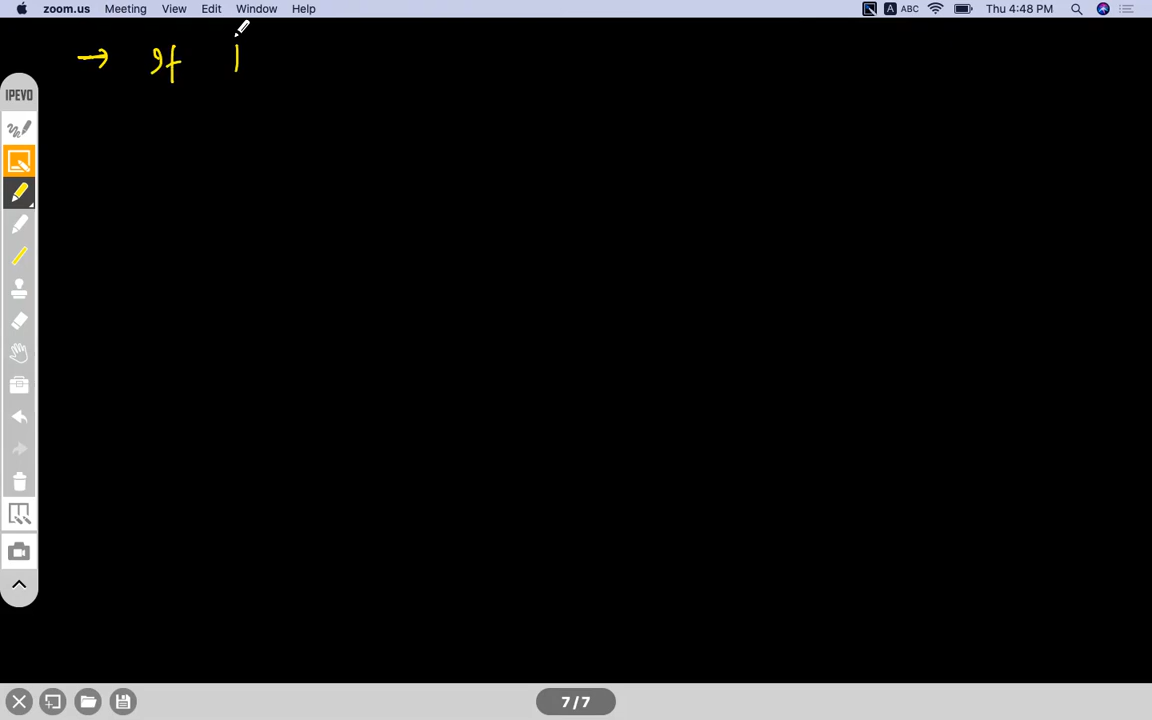 zoom.us Meeting View Window Edit Help A ABC Thu 4:48 PM
→ If
IPEVO
7/7